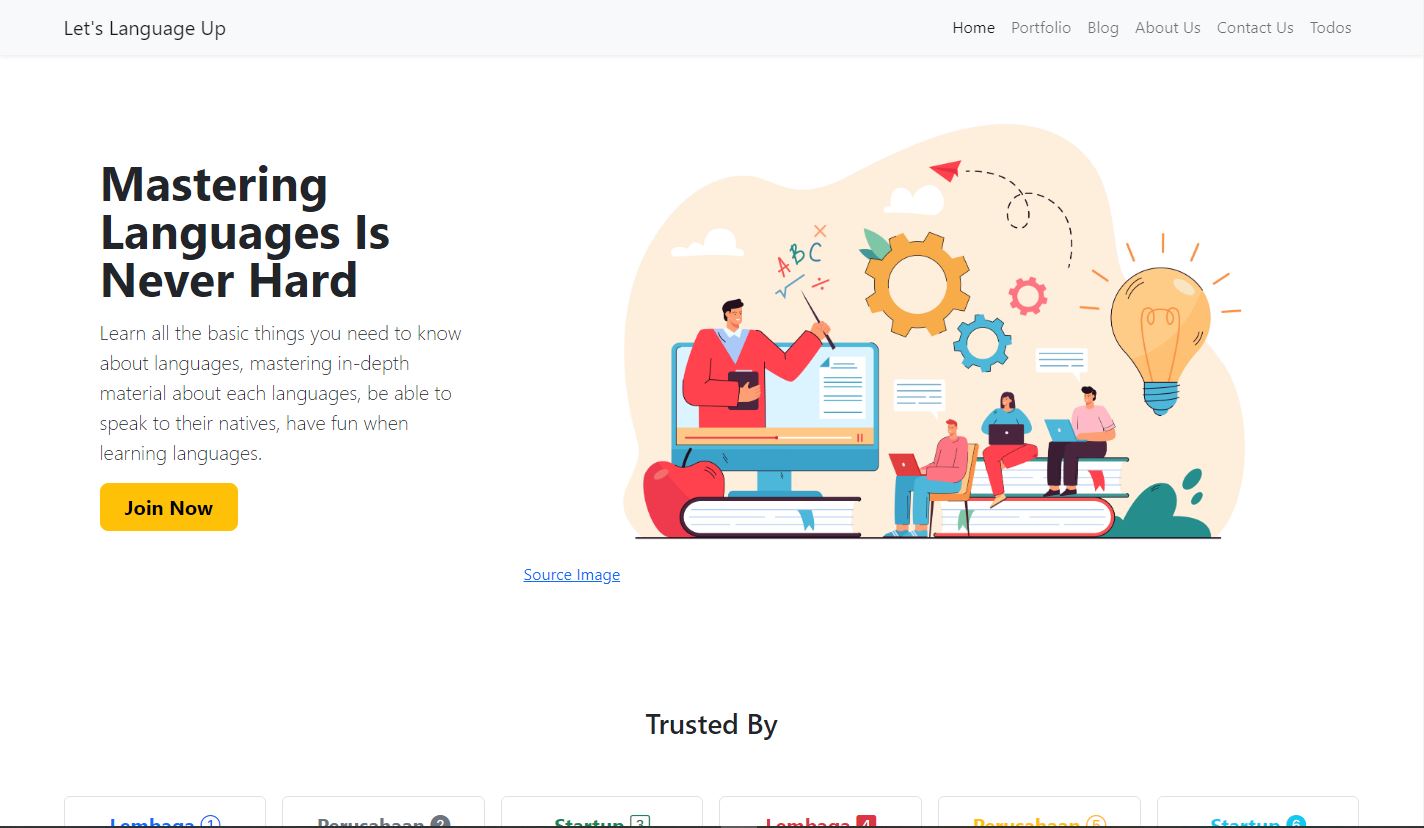 Let's Language Up
Home Portfolio Blog About Us Contact Us Todos
Mastering
Languages Is
Never Hard
Learn all the basic things you need to know
about languages, mastering in-depth
material about each languages, be able to
speak to their natives, have fun when
learning languages.
Join Now
A B C
Source Image
Trusted By
Lembaga 1 Perusahaan 2 Startup 3 Lembaga 4 Perusahaan 5 Startup 6